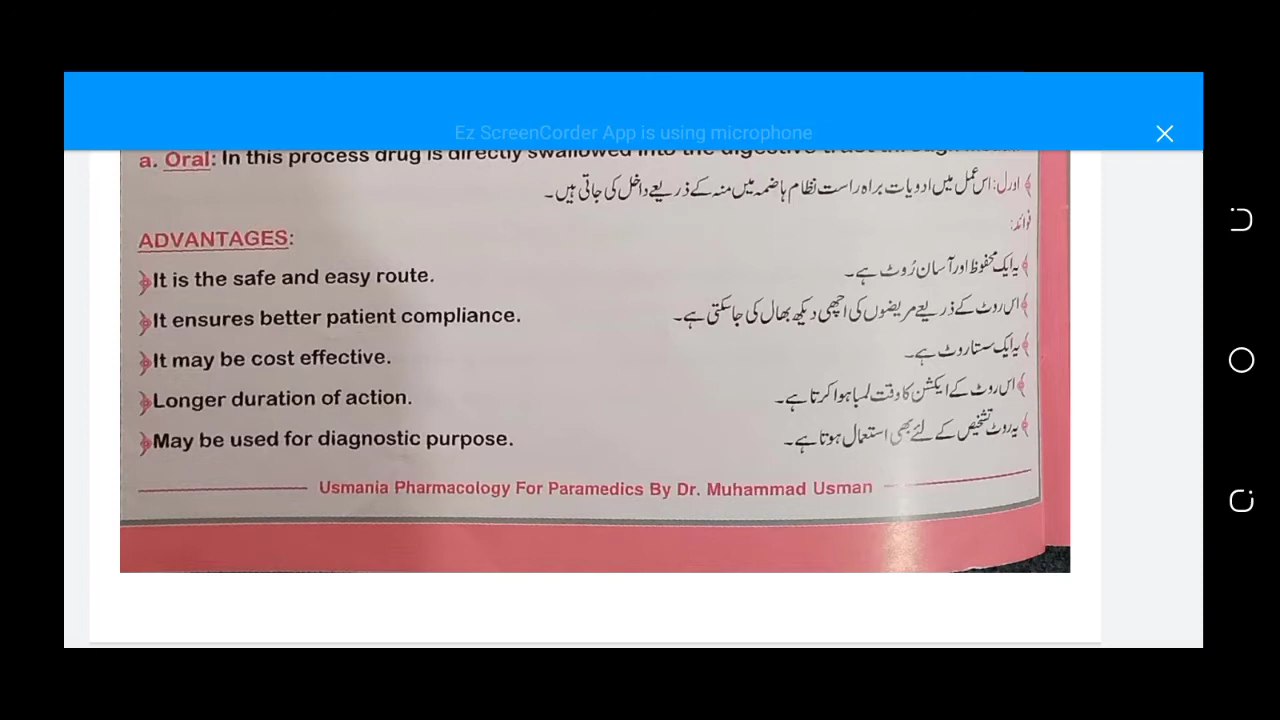 Ez ScreenCorder App is using microphone
a. Oral: In this process drug is directly swallowed into the digestive
اورل: اس عمل میں ادویات براہ راست نظام ہاضمہ میں منہ کے ذریعے داخل کی جاتی ہیں۔
فوائد:
ADVANTAGES:
It is the safe and easy route.
یہ ایک محفوظ اور آسان رُوٹ ہے۔
It ensures better patient compliance.
اس روٹ کے ذریعے مریضوں کی اچھی دیکھ بھال کی جاسکتی ہے۔
It may be cost effective.
یہ ایک سستا روٹ ہے۔
Longer duration of action.
اس روٹ کے ایکشن کا وقت لمبا ہوا کرتا ہے۔
May be used for diagnostic purpose.
یہ روٹ تشخیص کے لئے بھی استعمال ہوتا ہے۔
Usmania Pharmacology For Paramedics By Dr. Muhammad Usman